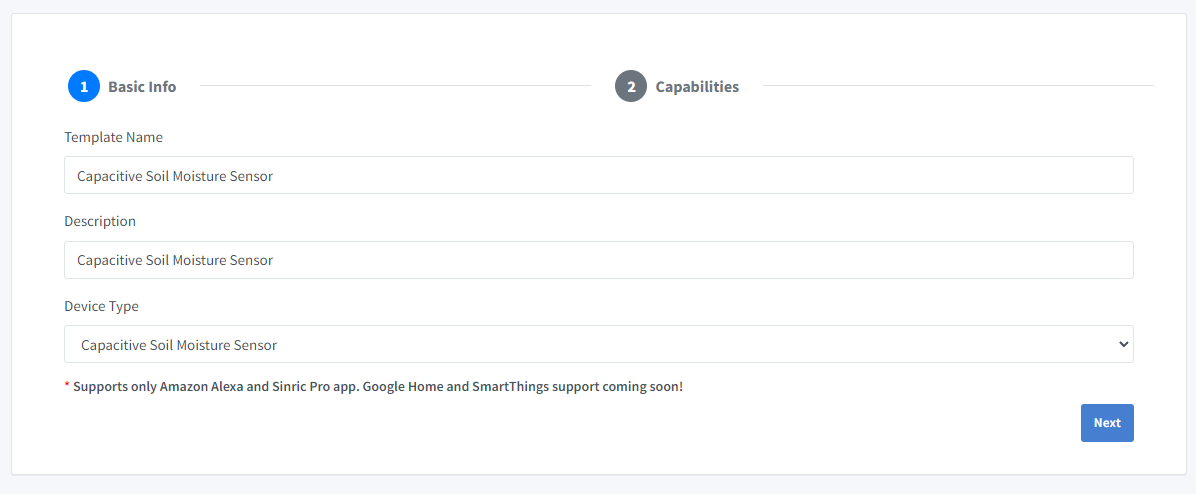 1 Basic Info 2 Capabilities
Template Name
Capacitive Soil Moisture Sensor
Description
Capacitive Soil Moisture Sensor
Device Type
Capacitive Soil Moisture Sensor
* Supports only Amazon Alexa and Sinric Pro app. Google Home and SmartThings support coming soon!
Next